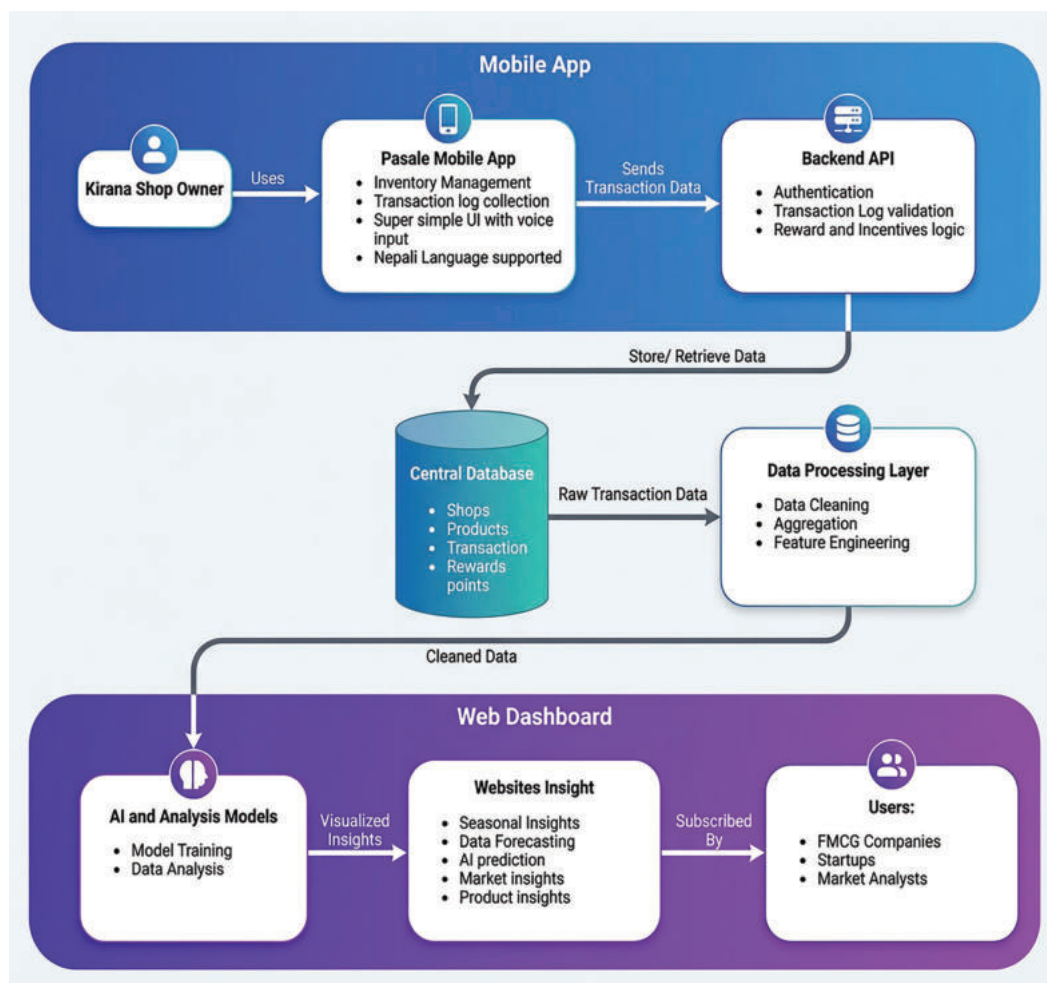 Mobile App
Kirana Shop Owner
Uses
Pasale Mobile App
• Inventory Management
• Transaction log collection
• Super simple UI with voice
input
• Nepali Language supported
Sends
Transaction Data
Backend API
• Authentication
• Transaction Log validation
• Reward and Incentives logic
Store/ Retrieve Data
Central Database
• Shops
• Products
• Transaction
• Rewards
points
Raw Transaction Data
Data Processing Layer
• Data Cleaning
• Aggregation
• Feature Engineering
Cleaned Data
Web Dashboard
AI and Analysis Models
• Model Training
• Data Analysis
Visualized
Insights
Websites Insight
• Seasonal Insights
• Data Forecasting
• AI prediction
• Market insights
• Product insights
Subscribed
By
Users:
• FMCG Companies
• Startups
• Market Analysts